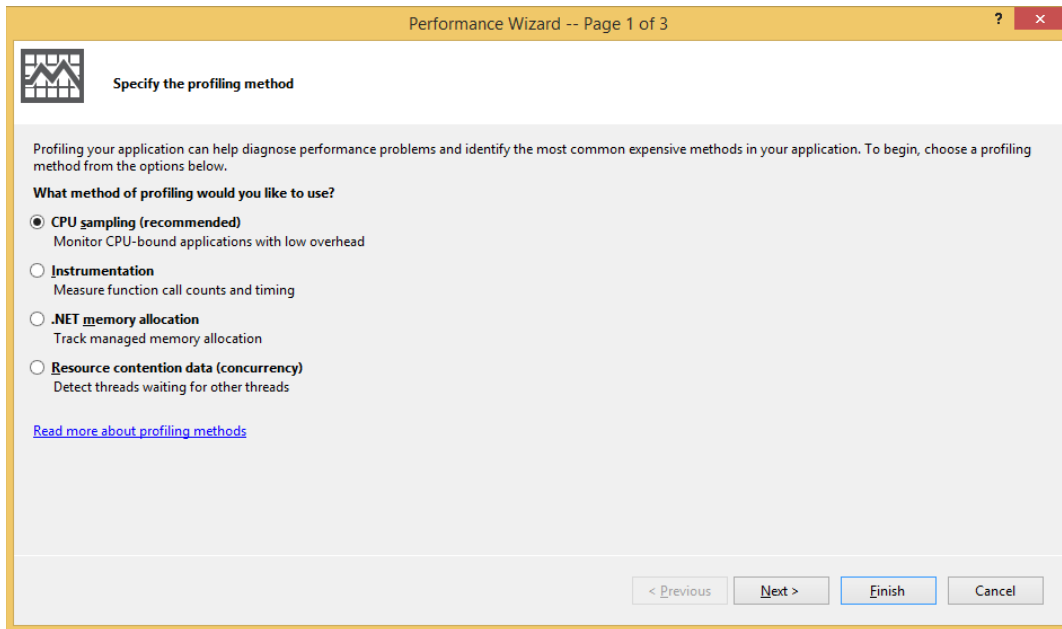 Performance Wizard -- Page 1 of 3
?
Specify the profiling method
Profiling your application can help diagnose performance problems and identify the most common expensive methods in your application. To begin, choose a profiling
method from the options below.
What method of profiling would you like to use?
CPU sampling (recommended)
Monitor CPU-bound applications with low overhead
Instrumentation
Measure function call counts and timing
.NET memory allocation
Track managed memory allocation
Resource contention data (concurrency)
Detect threads waiting for other threads
Read more about profiling methods
< Previous
Next >
Finish
Cancel